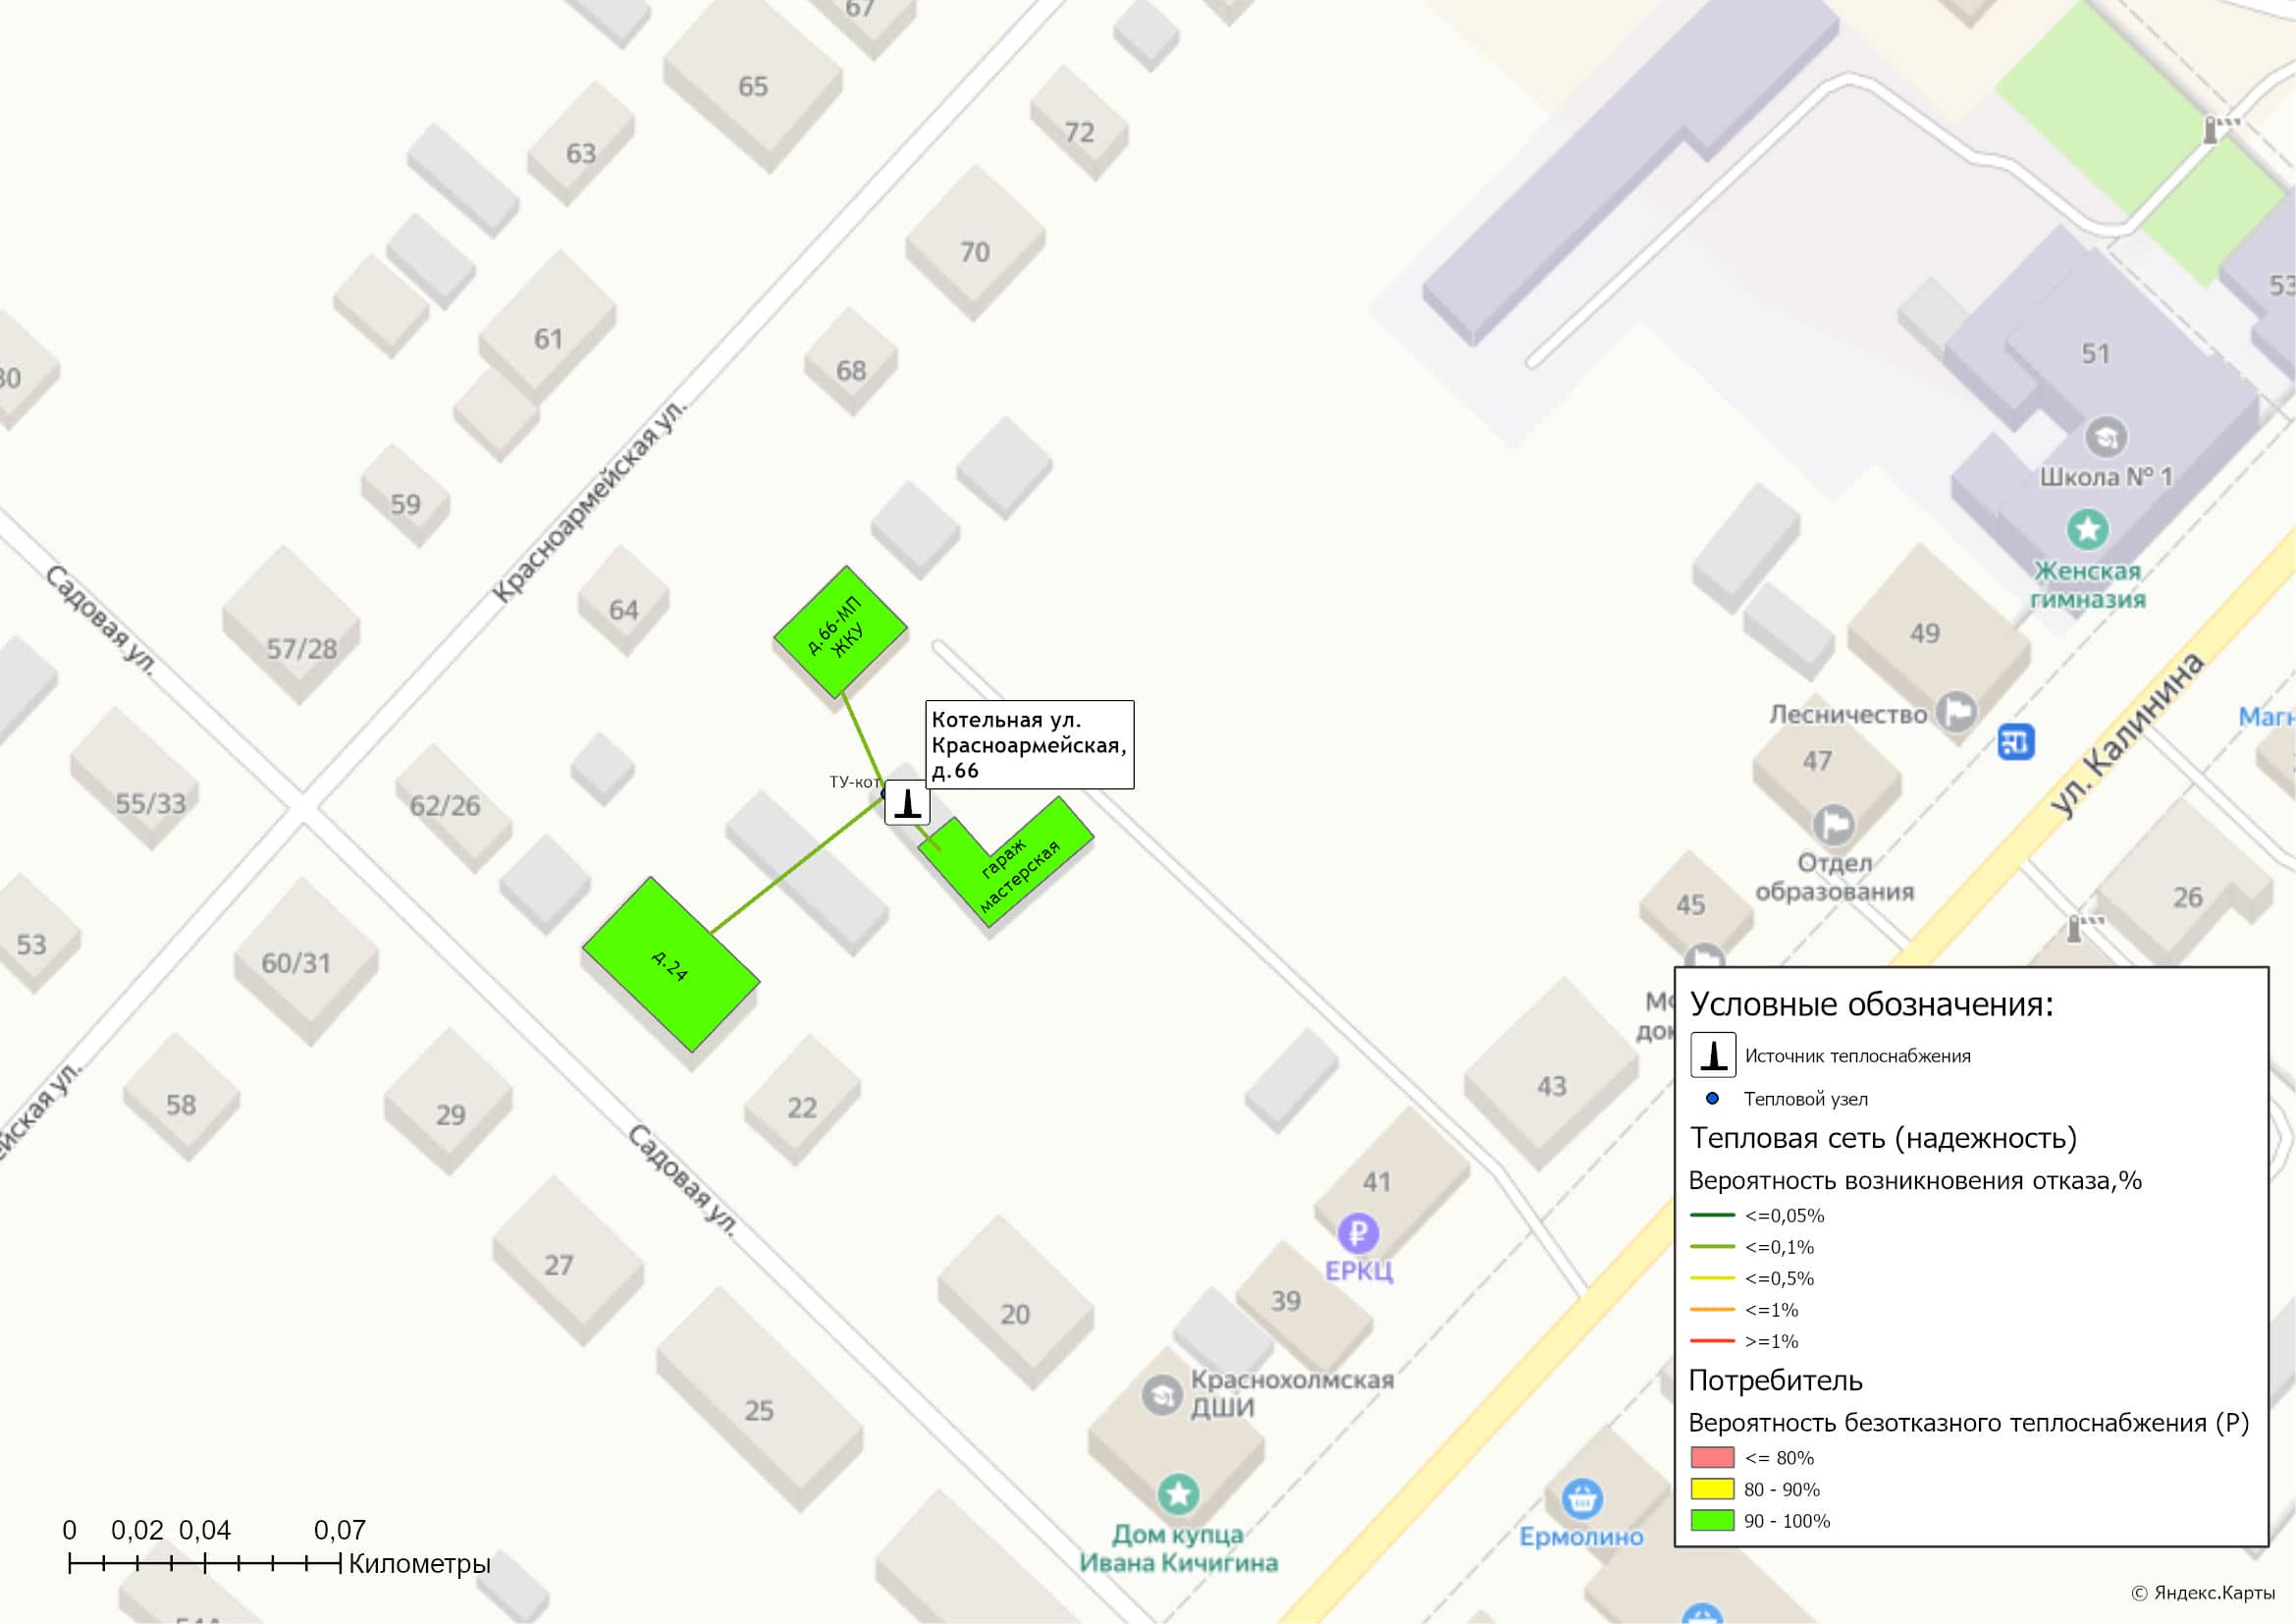 67
65
72
63
70
53
61
51
30
68
Школа № 1
59
Женская
гимназия
Красноармейская ул.
Садовая ул.
64
57/28
д.66-МП
ЖКУ
49
ул. Калинина
Лесничество
47
Котельная ул.
Красноармейская,
д.66
ТУ-кот
55/33
62/26
гараж
мастерская
Отдел
образования
45
26
53
60/31
д.24
58
29
22
43
41
Садовая ул.
ЕРКЦ
27
39
20
25
Краснохолмская
ДШИ
Дом купца
Ивана Кичигина
Ермолино
Условные обозначения:
Источник теплоснабжения
Тепловой узел
Тепловая сеть (надежность)
Вероятность возникновения отказа,%
<=0,05%
<=0,1%
<=0,5%
<=1%
>=1%
Потребитель
Вероятность безотказного теплоснабжения (Р)
<= 80%
80 - 90%
90 - 100%
0 0,02 0,04 0,07
Километры
© Яндекс.Карты